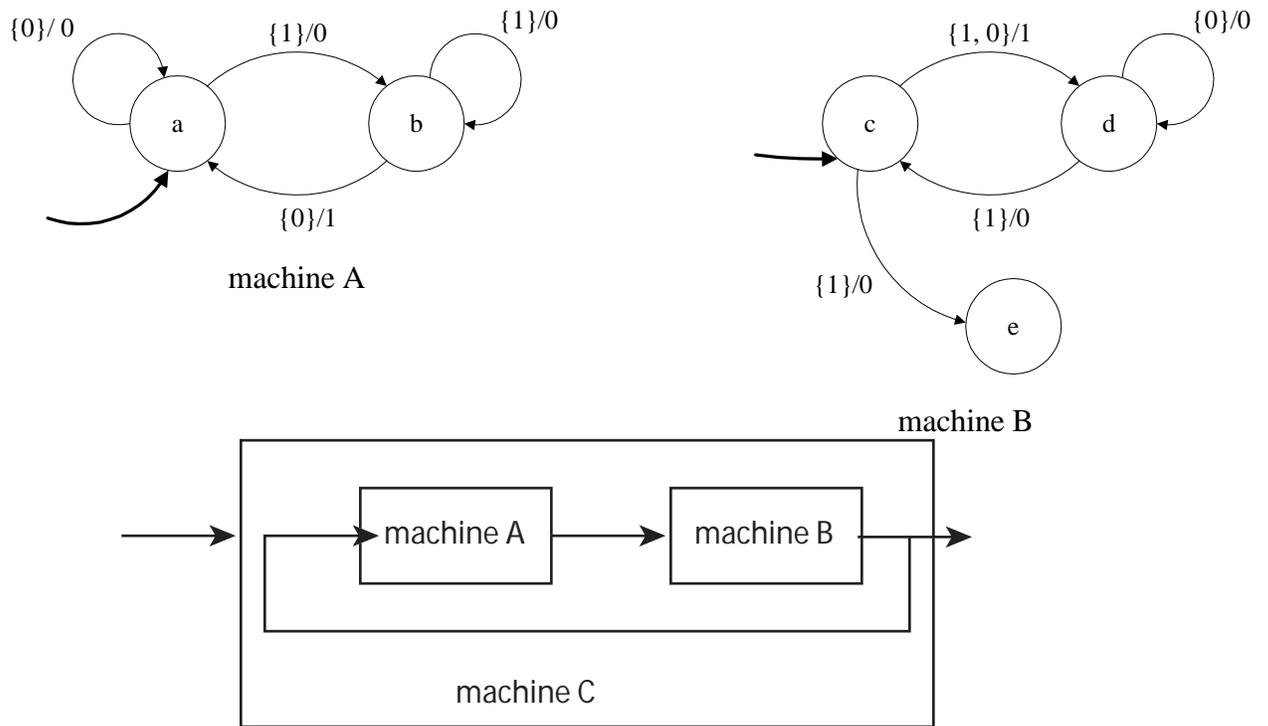 {0}/ 0
{1}/0
{1}/0
a
b
{0}/1
machine A
{1, 0}/1
{0}/0
c
d
{1}/0
{1}/0
e
machine B
machine A
machine B
machine C